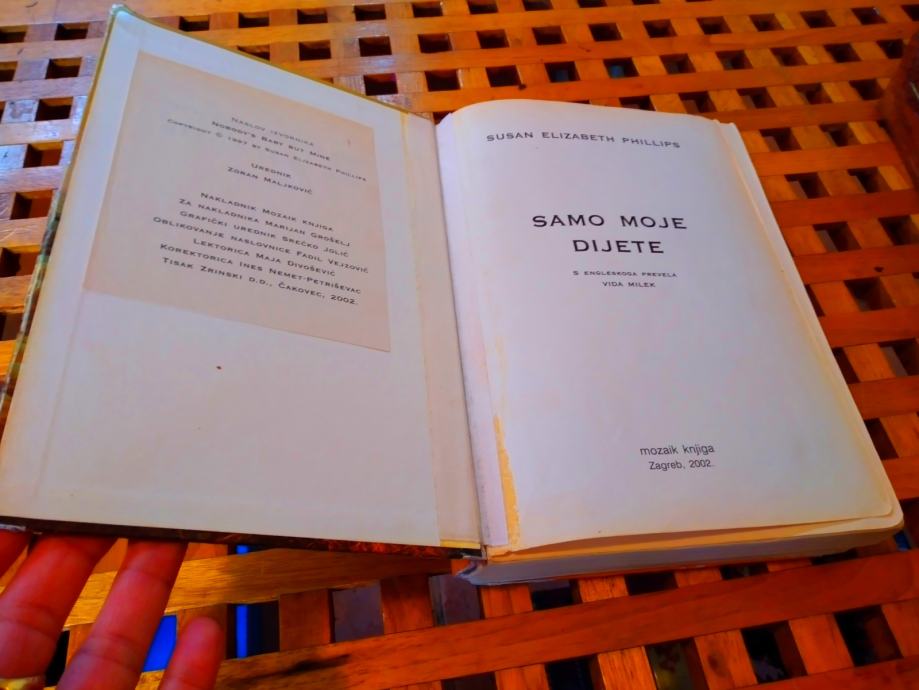 NASLOV IZVORNIKA
NOBODY'S BABY BUT MINE
COPYRIGHT © 1997 BY SUSAN ELIZABETH PHILLIPS
UREDNIK
ZORAN MALJKOVIĆ
NAKLADNIK MOZAIK KNJIGA
ZA NAKLADNIKA MARIJAN GROŠELJ
GRAFIČKI UREDNIK SREĆKO JOLIĆ
OBLIKOVANJE NASLOVNICE FADIL VEJZOVIĆ
LEKTORICA MAJA DIVOŠEVIĆ
KOREKTORICA INES NEMET-PETRIŠEVAC
TISAK ZRINSKI D.D., ČAKOVEC, 2002.
SUSAN ELIZABETH PHILLIPS
SAMO MOJE
DIJETE
S ENGLESKOGA PREVELA
VIDA MILEK
mozaik knjiga
Zagreb, 2002.